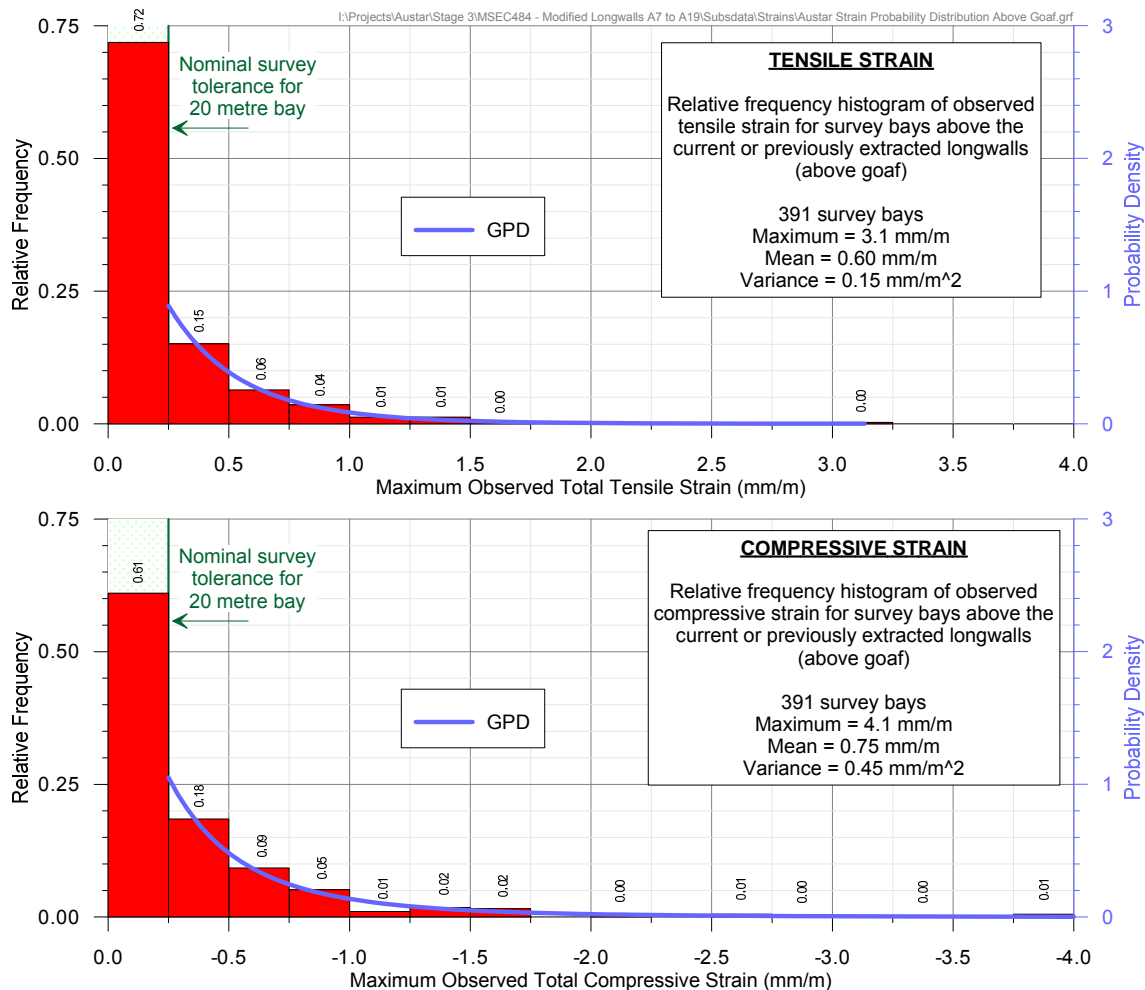 I:\Projects\Austar\Stage 3\MSEC484 - Modified Longwalls A7 to A19\Subsdata\Strains\Austar Strain Probability Distribution Above Goaf.grf
0.75
0.50
0.25
0.00
Relative Frequency
0.72
0.15
0.06
0.04
0.01
0.01
0.00
0.00
Nominal survey
tolerance for
20 metre bay
GPD
TENSILE STRAIN
Relative frequency histogram of observed
tensile strain for survey bays above the
current or previously extracted longwalls
(above goaf)
391 survey bays
Maximum = 3.1 mm/m
Mean = 0.60 mm/m
Variance = 0.15 mm/m^2
3
2
1
0
Probability Density
0.0 0.5 1.0 1.5 2.0 2.5 3.0 3.5 4.0
Maximum Observed Total Tensile Strain (mm/m)
0.75
0.50
0.25
0.00
Relative Frequency
0.61
0.18
0.09
0.05
0.01
0.02
0.02
0.00
0.01
0.00
0.00
0.01
Nominal survey
tolerance for
20 metre bay
GPD
COMPRESSIVE STRAIN
Relative frequency histogram of observed
compressive strain for survey bays above the
current or previously extracted longwalls
(above goaf)
391 survey bays
Maximum = 4.1 mm/m
Mean = 0.75 mm/m
Variance = 0.45 mm/m^2
3
2
1
0
Probability Density
0.0 -0.5 -1.0 -1.5 -2.0 -2.5 -3.0 -3.5 -4.0
Maximum Observed Total Compressive Strain (mm/m)